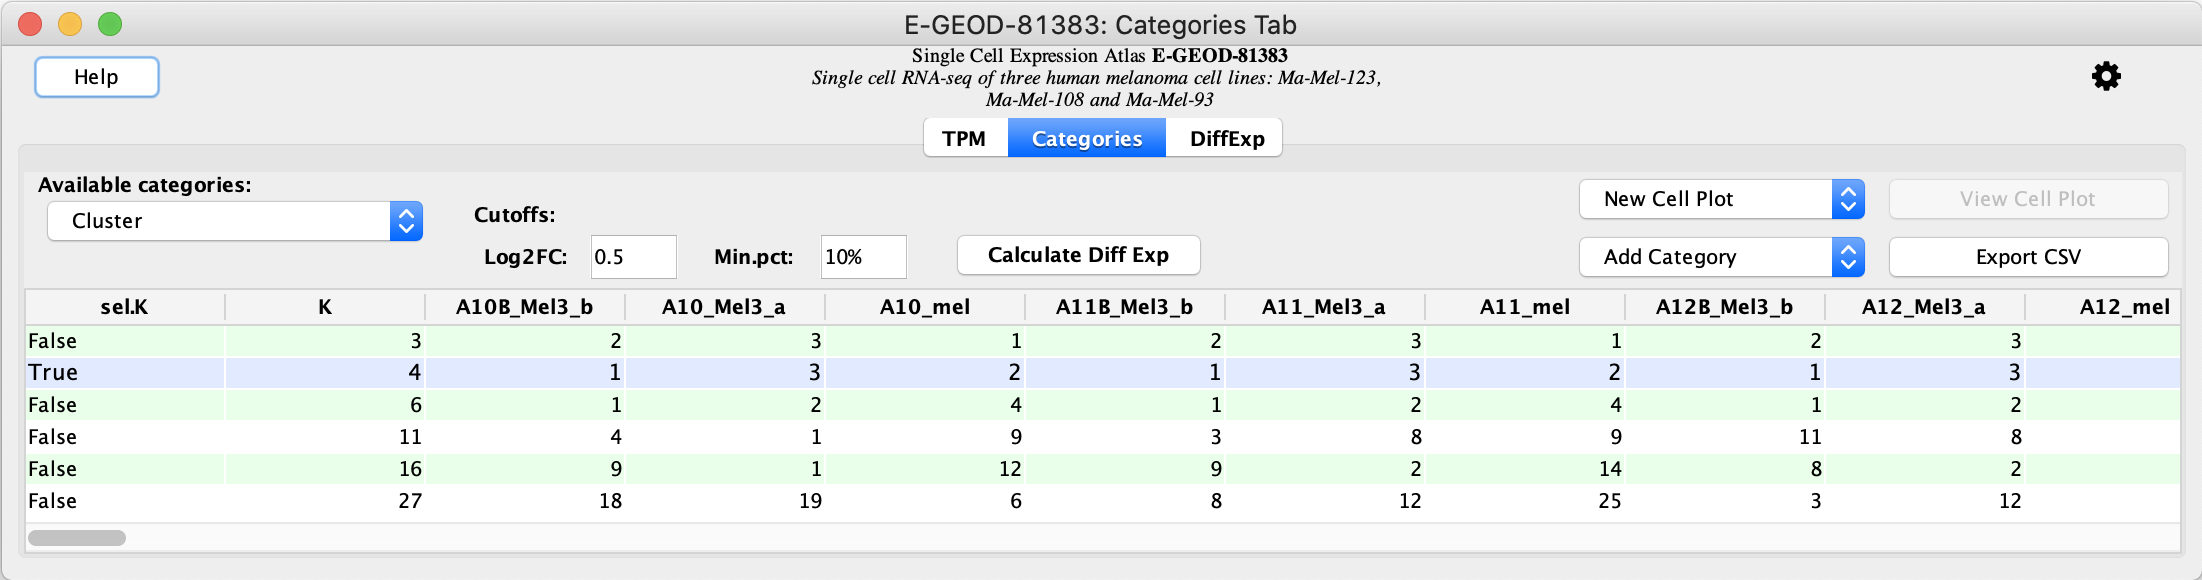 E-GEOD-81383: Categories Tab
Help
Single Cell Expression Atlas E-GEOD-81383
Single cell RNA-seq of three human melanoma cell lines: Ma-Mel-123,
Ma-Mel-108 and Ma-Mel-93
TPM Categories DiffExp
Available categories:
Cluster
Cutoffs:
Log2FC: 0.5 Min.pct: 10% Calculate Diff Exp
New Cell Plot View Cell Plot
Add Category Export CSV
sel.K K A10B_Mel3_b A10_Mel3_a A10_mel A11B_Mel3_b A11_Mel3_a A11_mel A12B_Mel3_b A12_Mel3_a A12_mel
False 3 2 3 1 2 3 1 2 3
True 4 1 3 2 1 3 2 1 3
False 6 1 2 4 1 2 4 1 2
False 11 4 1 9 3 8 9 11 8
False 16 9 1 12 9 2 14 8 2
False 27 18 19 6 8 12 25 3 12